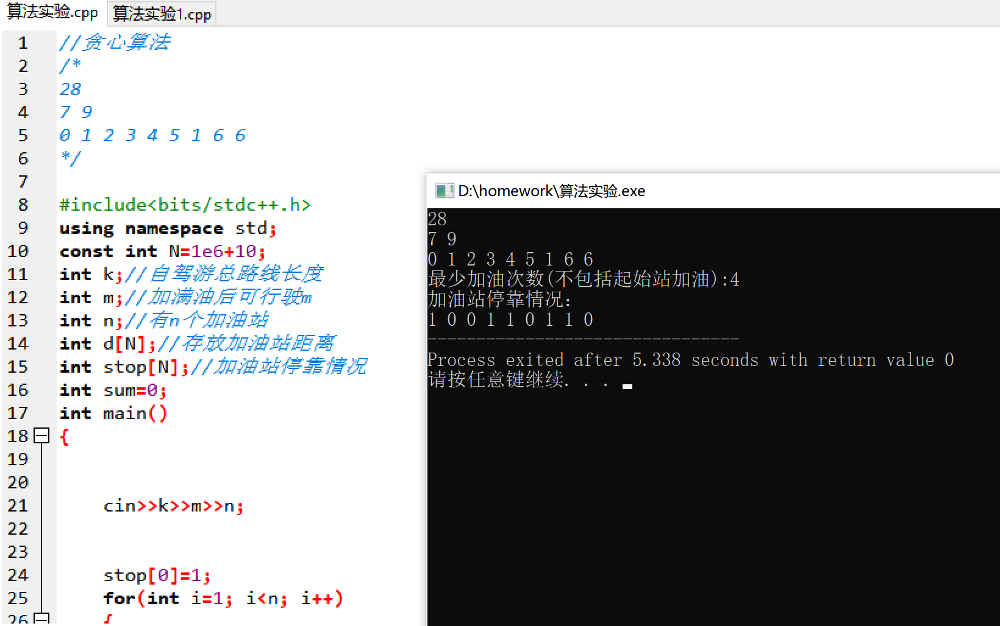 算法实验.cpp 算法实验1.cpp
1 //贪心算法
2 /*
3 28
4 7 9
5 0 1 2 3 4 5 1 6 6
6 */
7
8 #include<bits/stdc++.h>
9 using namespace std;
10 const int N=1e6+10;
11 int k;//自驾游总路线长度
12 int m;//加满油后可行驶m
13 int n;//有n个加油站
14 int d[N];//存放加油站距离
15 int stop[N];//加油站停靠情况
16 int sum=0;
17 int main()
18 {
19
20
21 cin>>k>>m>>n;
22
23
24 stop[0]=1;
25 for(int i=1; i<n; i++)
26 {
D:\homework\算法实验.exe
28
7 9
0 1 2 3 4 5 1 6 6
最少加油次数(不包括起始站加油):4
加油站停靠情况：
1 0 0 1 1 0 1 1 0
--------------------------------
Process exited after 5.338 seconds with return value 0
请按任意键继续. . .